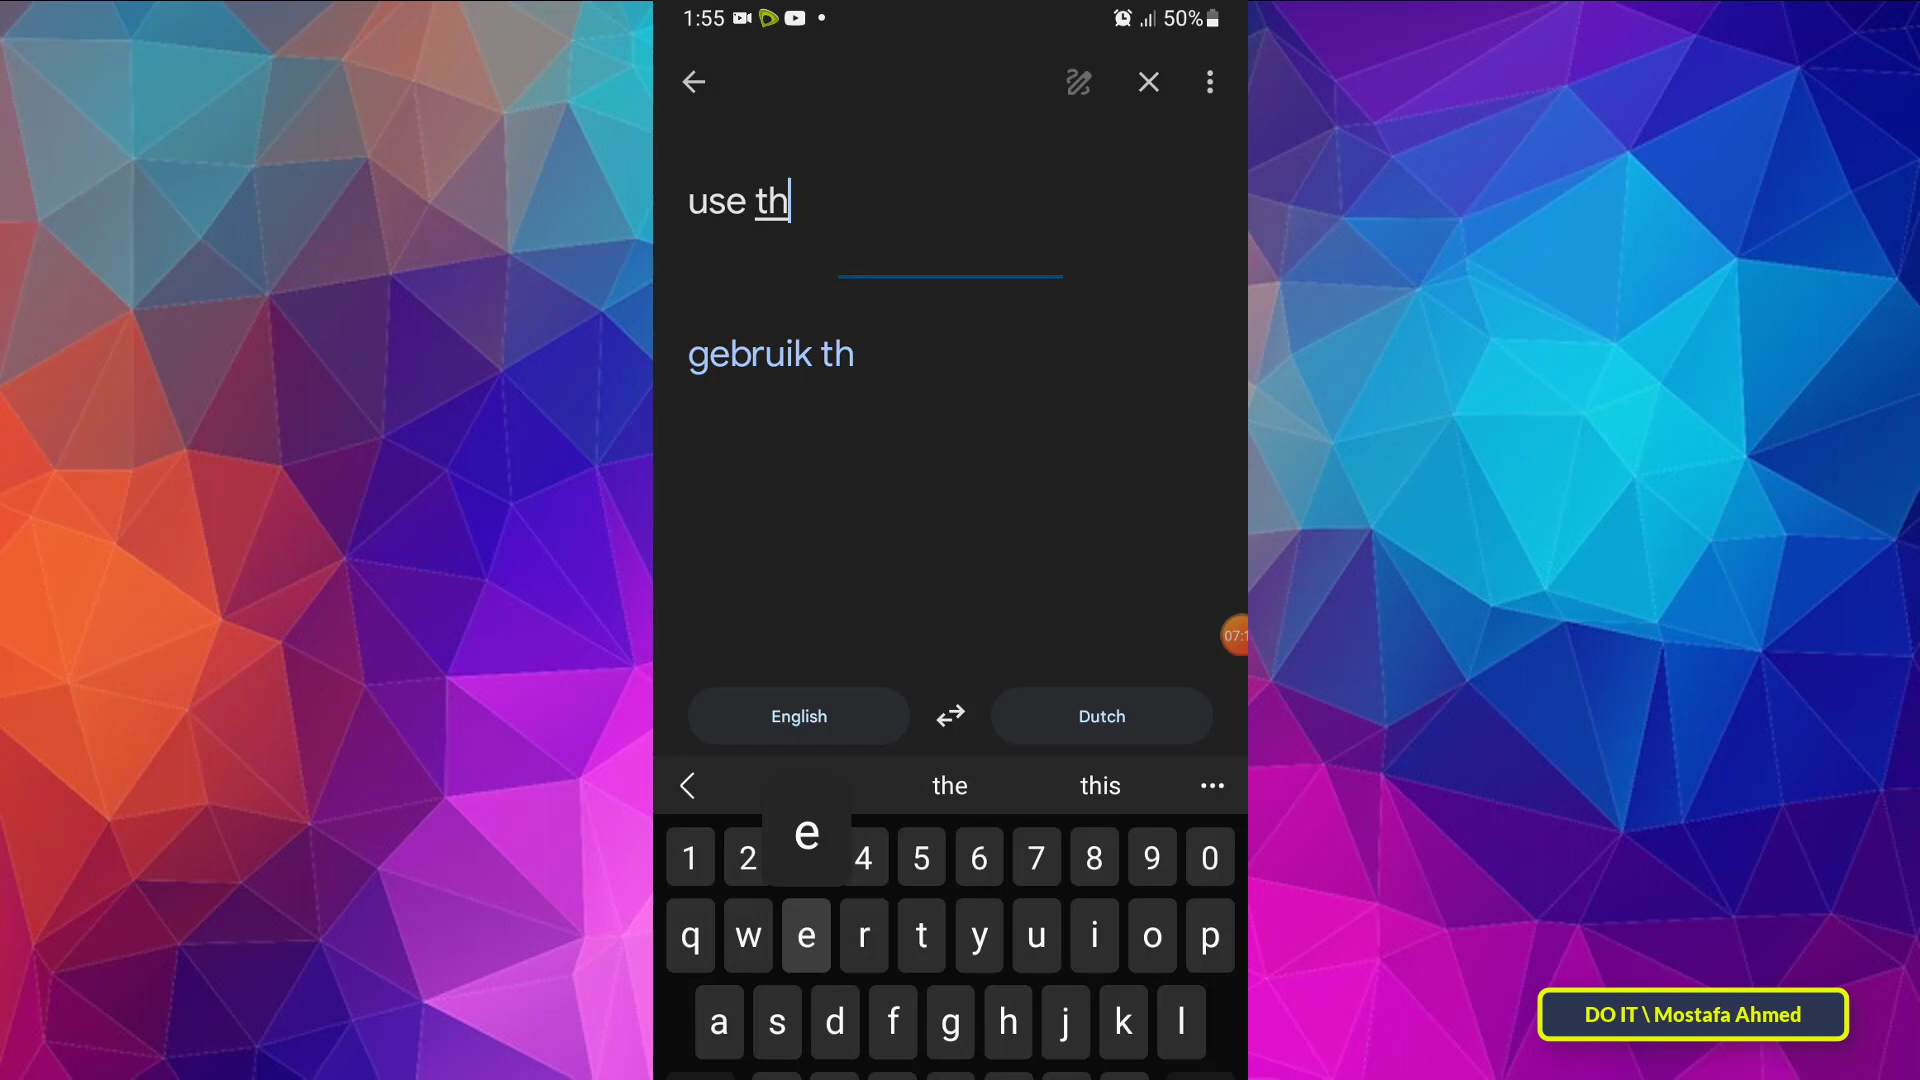 1:55
50%
use th
gebruik th
07:1
English
Dutch
the this
e
1 2 4 5 6 7 8 9 0
q w e r t y u i o p
a s d f g h j k l
DO IT \ Mostafa Ahmed